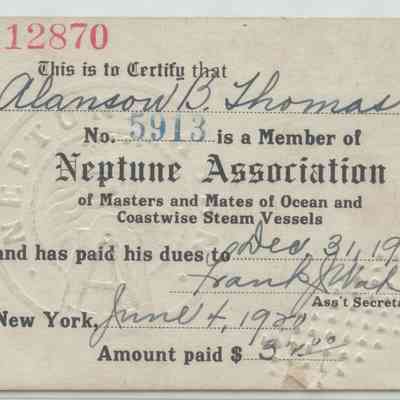 12870
This is to Certify that
Alanson B. Thomas
No. 5913 is a Member of
Neptune Association
of Masters and Mates of Ocean and
Coastwise Steam Vessels
and has paid his dues to Dec 31, 19
Frank J.
Ass't Secreta
New York, June 4, 1920
Amount paid $ 3